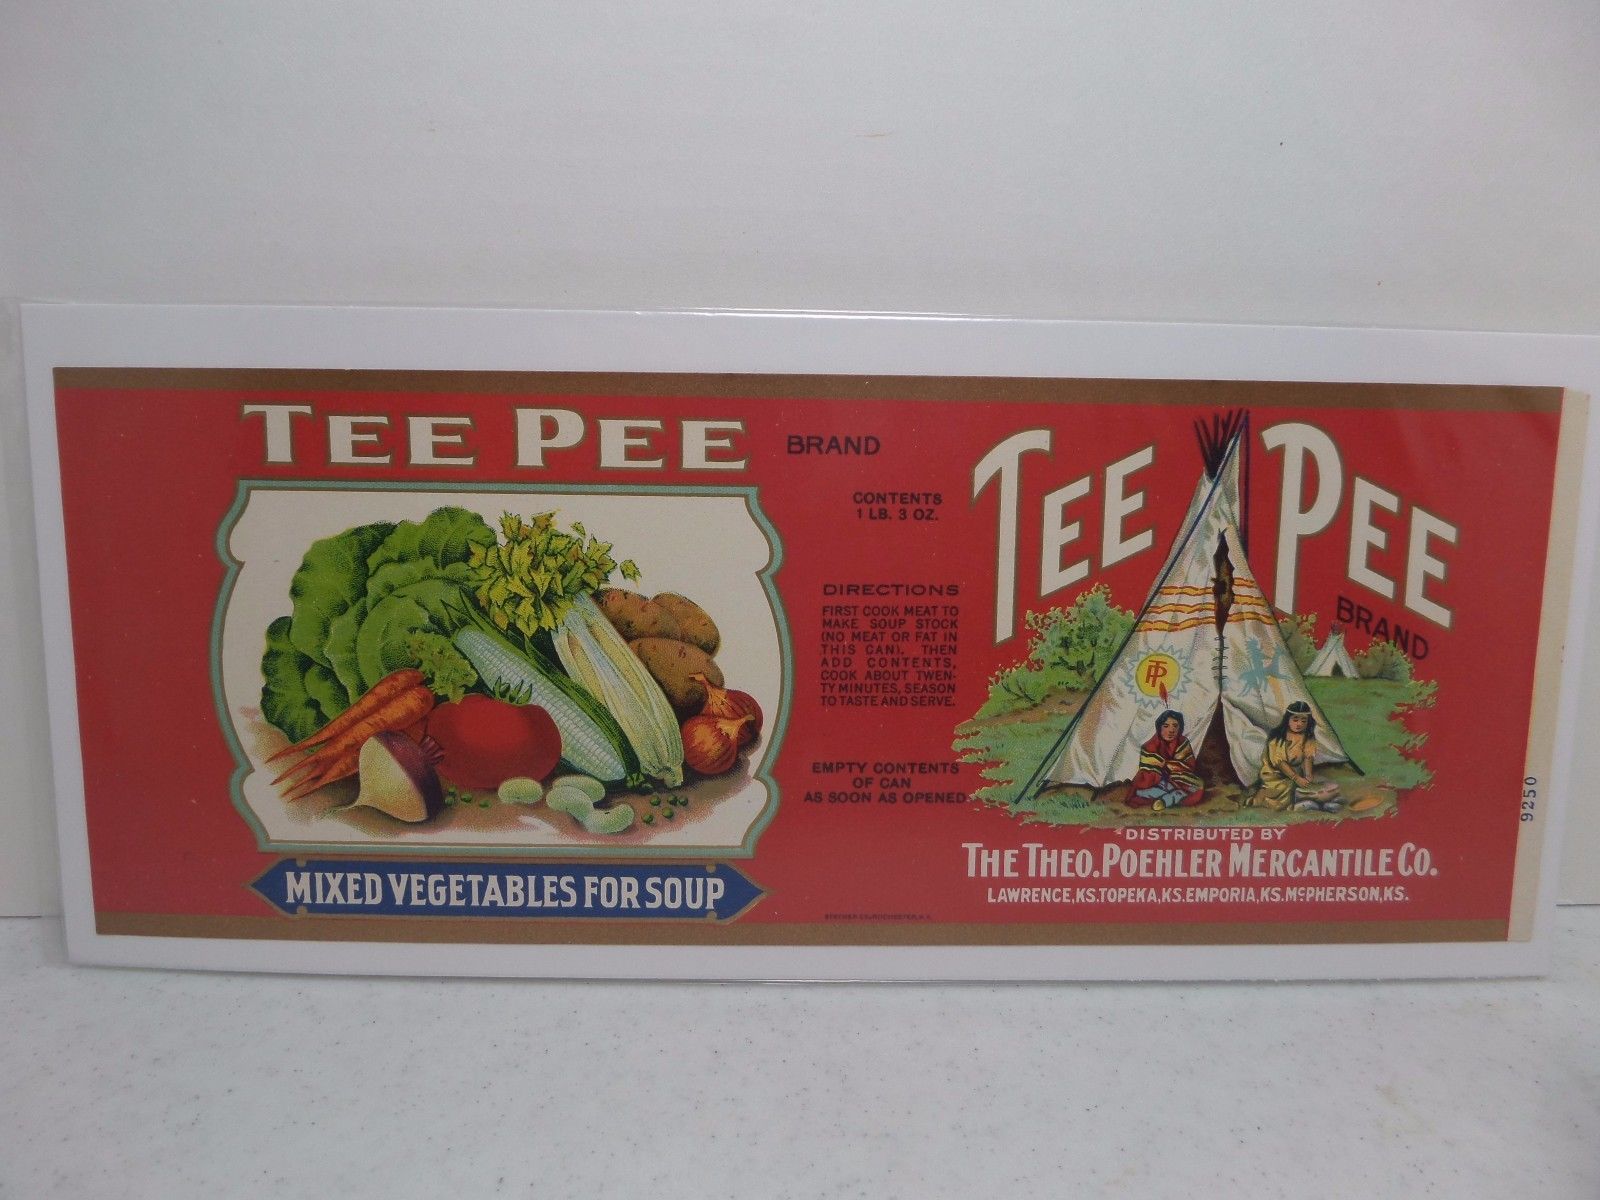 TEE PEE
BRAND
MIXED VEGETABLES FOR SOUP
CONTENTS
1 LB. 3 OZ.
DIRECTIONS
FIRST COOK MEAT TO
MAKE SOUP STOCK
(NO MEAT OR FAT IN
THIS CAN). THEN
ADD CONTENTS,
COOK ABOUT TWEN-
TY MINUTES, SEASON
TO TASTE AND SERVE.
EMPTY CONTENTS
OF CAN
AS SOON AS OPENED
TEE PEE
BRAND
TP
DISTRIBUTED BY
THE THEO. POEHLER MERCANTILE CO.
LAWRENCE, KS. TOPEKA, KS. EMPORIA, KS. McPHERSON, KS.
9250